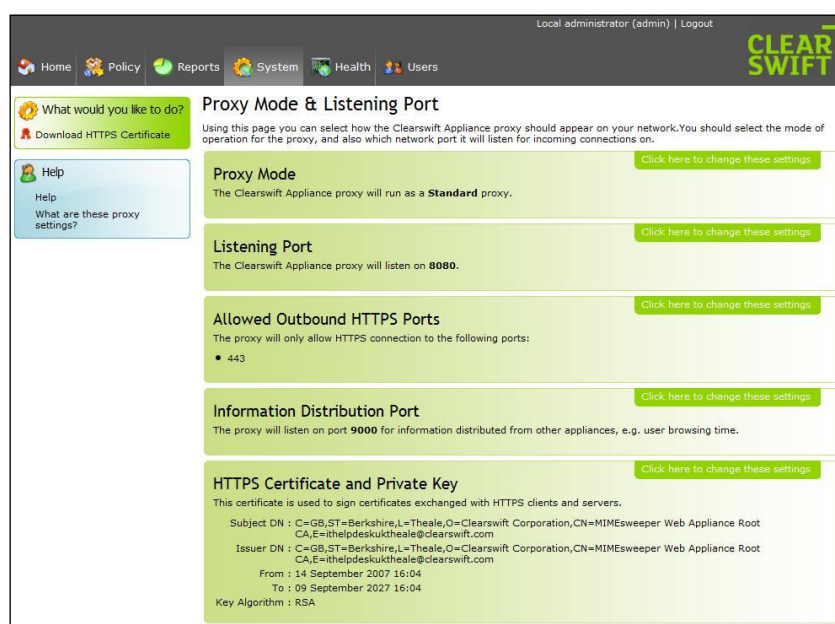 Local administrator (admin) | Logout
CLEAR
SWIFT
Home Policy Reports System Health Users
What would you like to do?
Download HTTPS Certificate
Help
Help
What are these proxy
settings?
Proxy Mode & Listening Port
Using this page you can select how the Clearswift Appliance proxy should appear on your network.You should select the mode of
operation for the proxy, and also which network port it will listen for incoming connections on.
Click here to change these settings
Proxy Mode
The Clearswift Appliance proxy will run as a Standard proxy.
Click here to change these settings
Listening Port
The Clearswift Appliance proxy will listen on 8080.
Click here to change these settings
Allowed Outbound HTTPS Ports
The proxy will only allow HTTPS connection to the following ports:
• 443
Click here to change these settings
Information Distribution Port
The proxy will listen on port 9000 for information distributed from other appliances, e.g. user browsing time.
Click here to change these settings
HTTPS Certificate and Private Key
This certificate is used to sign certificates exchanged with HTTPS clients and servers.
Subject DN : C=GB,ST=Berkshire,L=Theale,O=Clearswift Corporation,CN=MIMEsweeper Web Appliance Root
CA,E=ithelpdeskuktheale@clearswift.com
Issuer DN : C=GB,ST=Berkshire,L=Theale,O=Clearswift Corporation,CN=MIMEsweeper Web Appliance Root
CA,E=ithelpdeskuktheale@clearswift.com
From : 14 September 2007 16:04
To : 09 September 2027 16:04
Key Algorithm : RSA